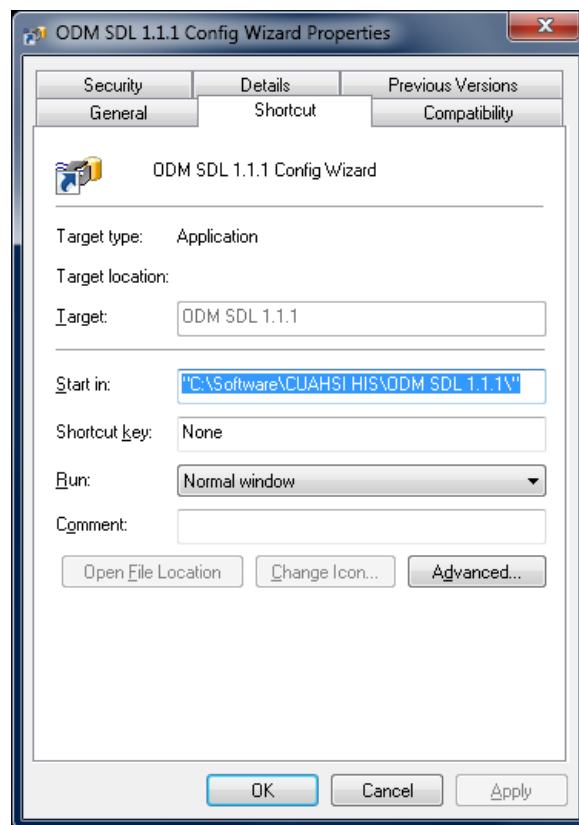 ODM SDL 1.1.1 Config Wizard Properties
Security Details Previous Versions
General Shortcut Compatibility
ODM SDL 1.1.1 Config Wizard
Target type: Application
Target location:
Target: ODM SDL 1.1.1
Start in: "C:\Software\CUAHSI HIS\ODM SDL 1.1.1\"
Shortcut key: None
Run: Normal window
Comment:
Open File Location Change Icon... Advanced...
OK Cancel Apply